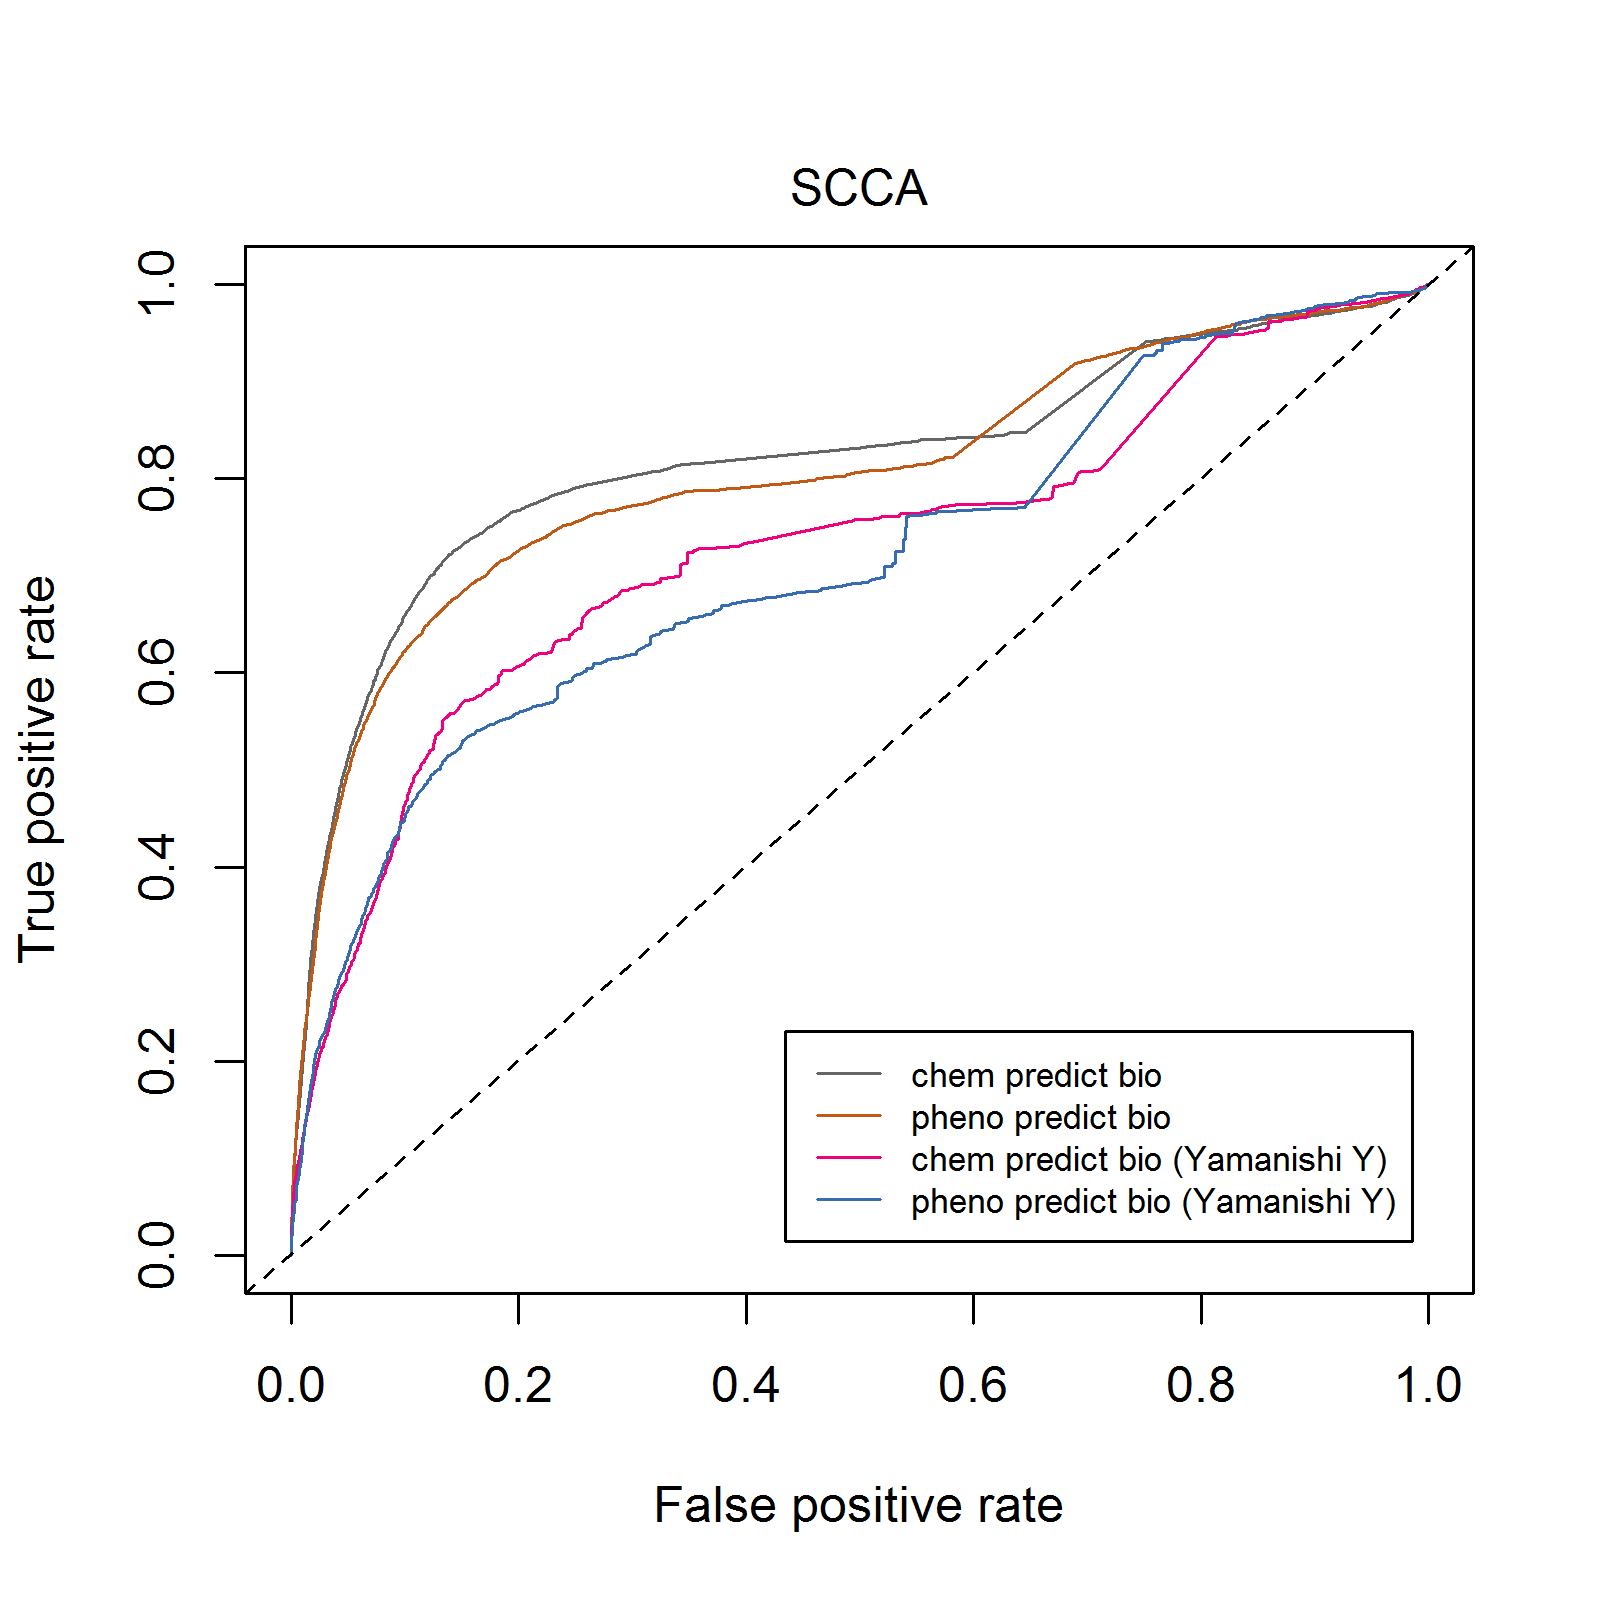 SCCA
True positive rate
1.0
0.8
0.6
0.4
0.2
0.0
chem predict bio
pheno predict bio
chem predict bio (Yamanishi Y)
pheno predict bio (Yamanishi Y)
0.0 0.2 0.4 0.6 0.8 1.0
False positive rate